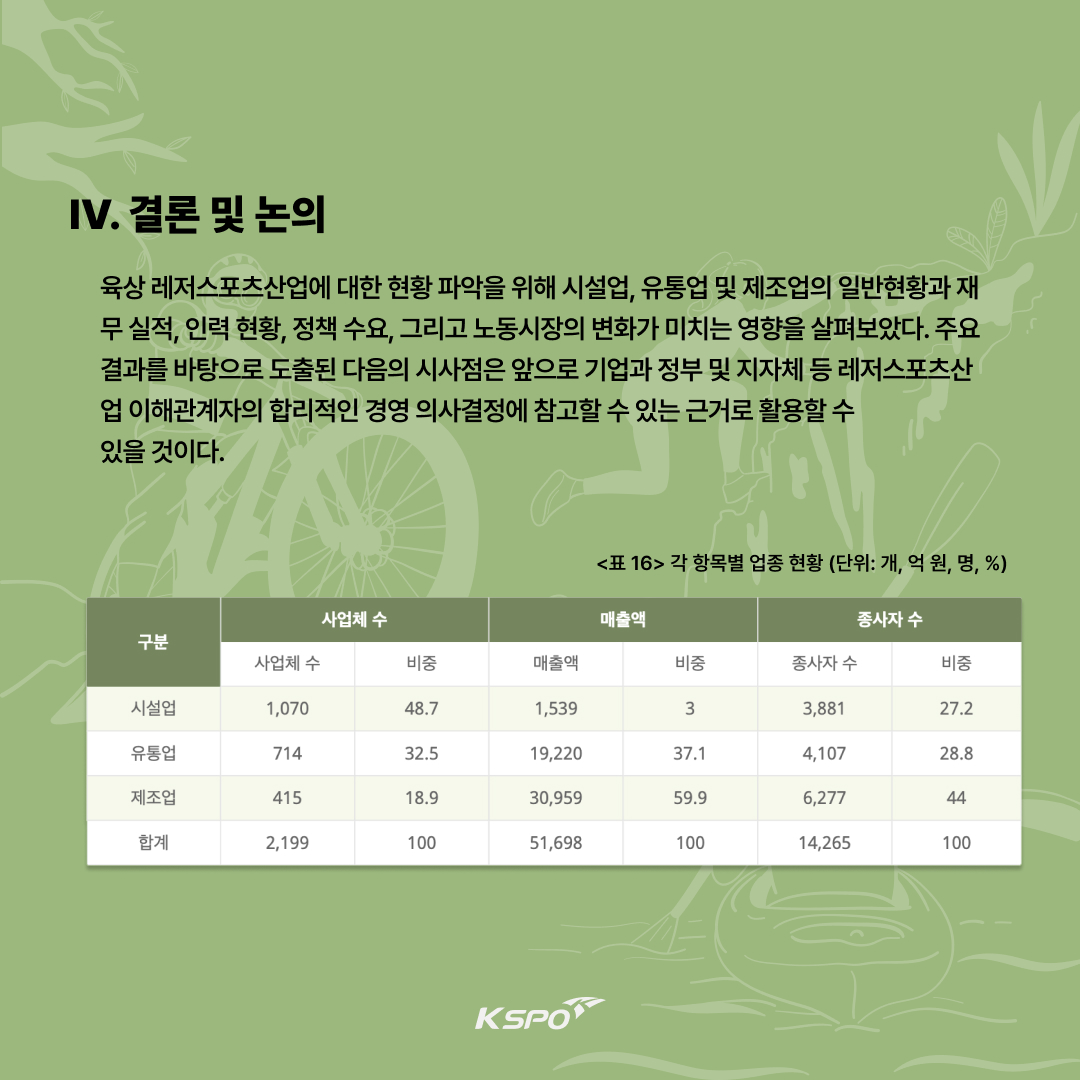 IV. 결론 및 논의
육상 레저스포츠산업에 대한 현황 파악을 위해 시설업, 유통업 및 제조업의 일반현황과 재
무 실적, 인력 현황, 정책 수요, 그리고 노동시장의 변화가 미치는 영향을 살펴보았다. 주요
결과를 바탕으로 도출된 다음의 시사점은 앞으로 기업과 정부 및 지자체 등 레저스포츠산
업 이해관계자의 합리적인 경영 의사결정에 참고할 수 있는 근거로 활용할 수
있을 것이다.
<표 16> 각 항목별 업종 현황 (단위: 개, 억 원, 명, %)
구분 사업체 수 매출액 종사자 수
사업체 수 비중 매출액 비중 종사자 수 비중
시설업 1,070 48.7 1,539 3 3,881 27.2
유통업 714 32.5 19,220 37.1 4,107 28.8
제조업 415 18.9 30,959 59.9 6,277 44
합계 2,199 100 51,698 100 14,265 100
KSPO